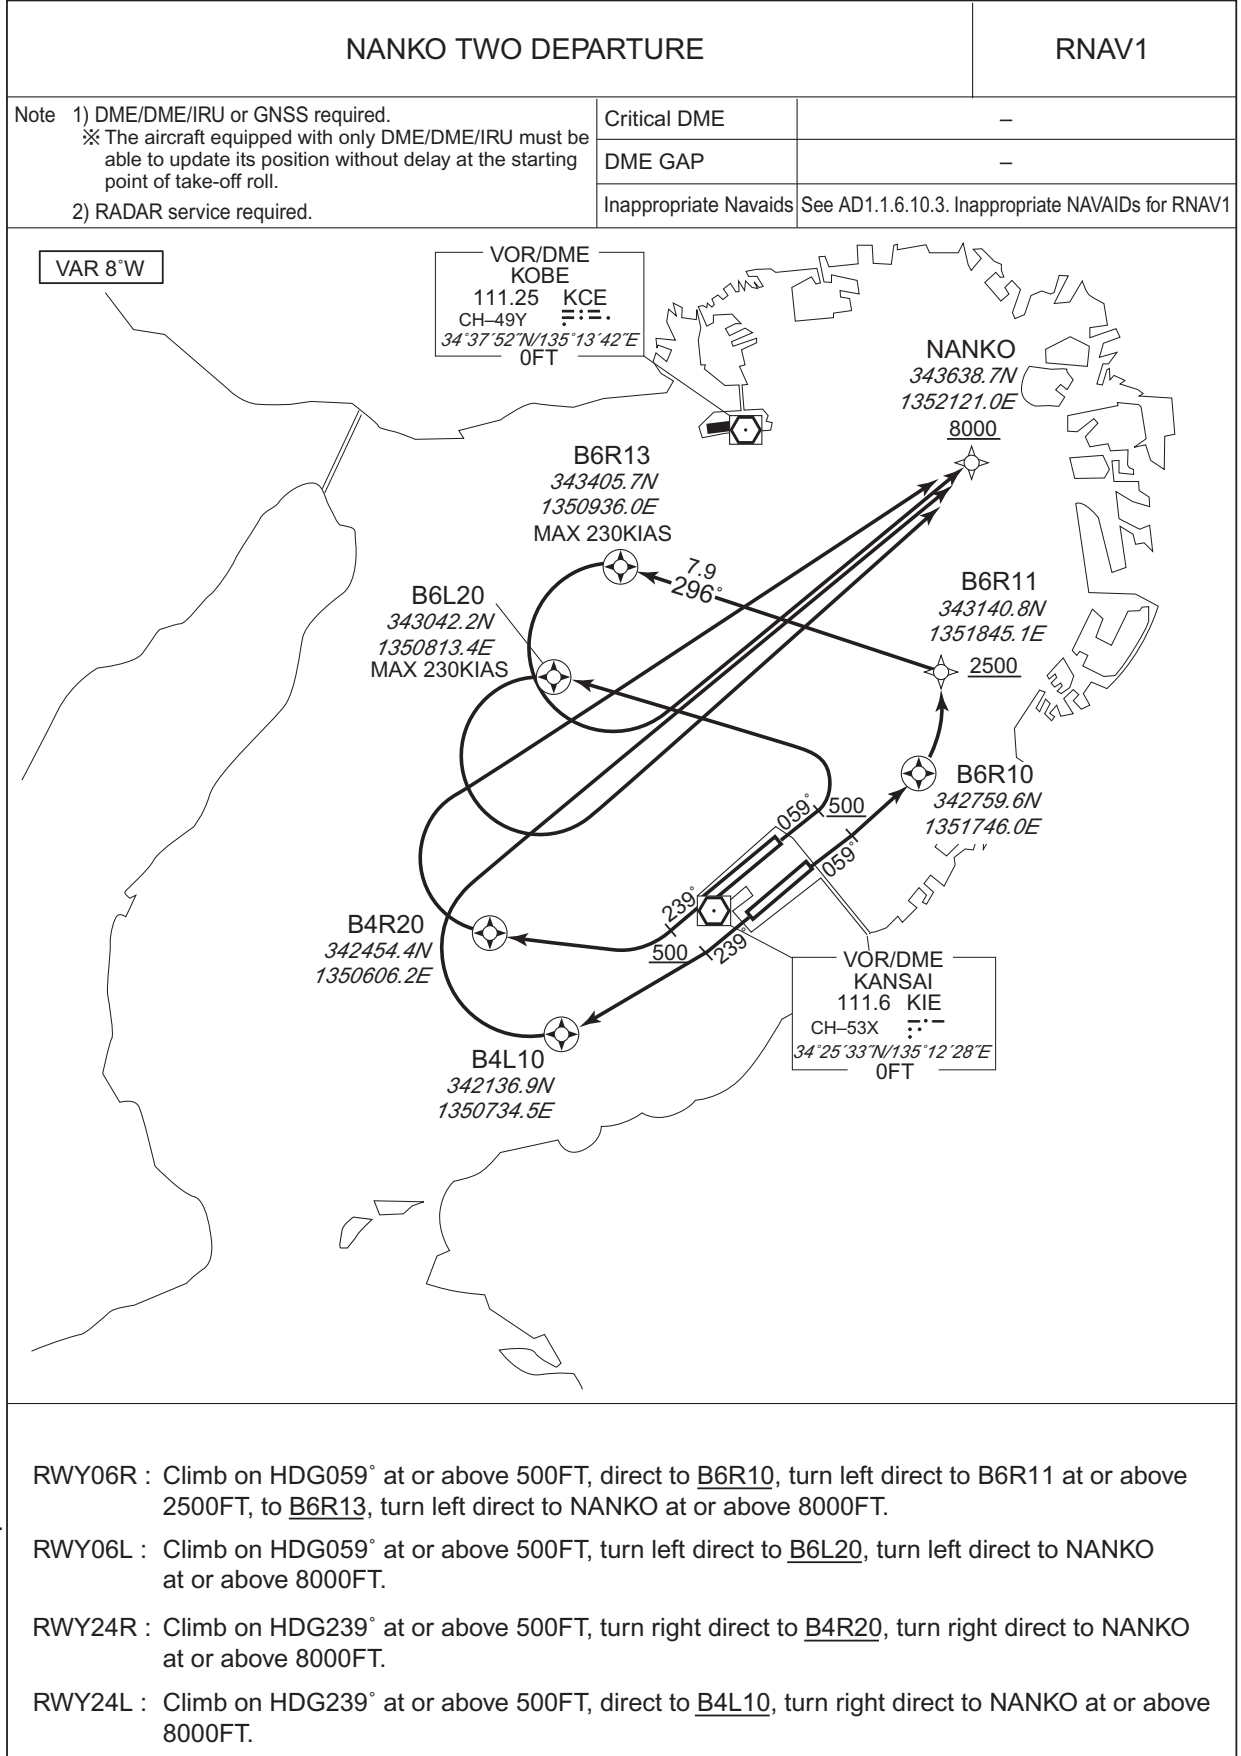 NANKO TWO DEPARTURE
RNAV1
Note 1) DME/DME/IRU or GNSS required.
※ The aircraft equipped with only DME/DME/IRU must be
able to update its position without delay at the starting
point of take-off roll.
2) RADAR service required.
Critical DME –
DME GAP –
Inappropriate Navaids See AD1.1.6.10.3. Inappropriate NAVAIDs for RNAV1
VAR 8˚W
VOR/DME
KOBE
111.25 KCE
CH–49Y
34˚37´52˝N/135˚13´42˝E
0FT
NANKO
343638.7N
1352121.0E
8000
B6R13
343405.7N
1350936.0E
MAX 230KIAS
7.9
296˚
B6L20
343042.2N
1350813.4E
MAX 230KIAS
B6R11
343140.8N
1351845.1E
2500
B6R10
342759.6N
1351746.0E
059˚
500
059˚
239˚
500
239˚
B4R20
342454.4N
1350606.2E
VOR/DME
KANSAI
111.6 KIE
CH–53X
34˚25´33˝N/135˚12´28˝E
0FT
B4L10
342136.9N
1350734.5E
RWY06R : Climb on HDG059˚ at or above 500FT, direct to B6R10, turn left direct to B6R11 at or above
2500FT, to B6R13, turn left direct to NANKO at or above 8000FT.
RWY06L : Climb on HDG059˚ at or above 500FT, turn left direct to B6L20, turn left direct to NANKO
at or above 8000FT.
RWY24R : Climb on HDG239˚ at or above 500FT, turn right direct to B4R20, turn right direct to NANKO
at or above 8000FT.
RWY24L : Climb on HDG239˚ at or above 500FT, direct to B4L10, turn right direct to NANKO at or above
8000FT.